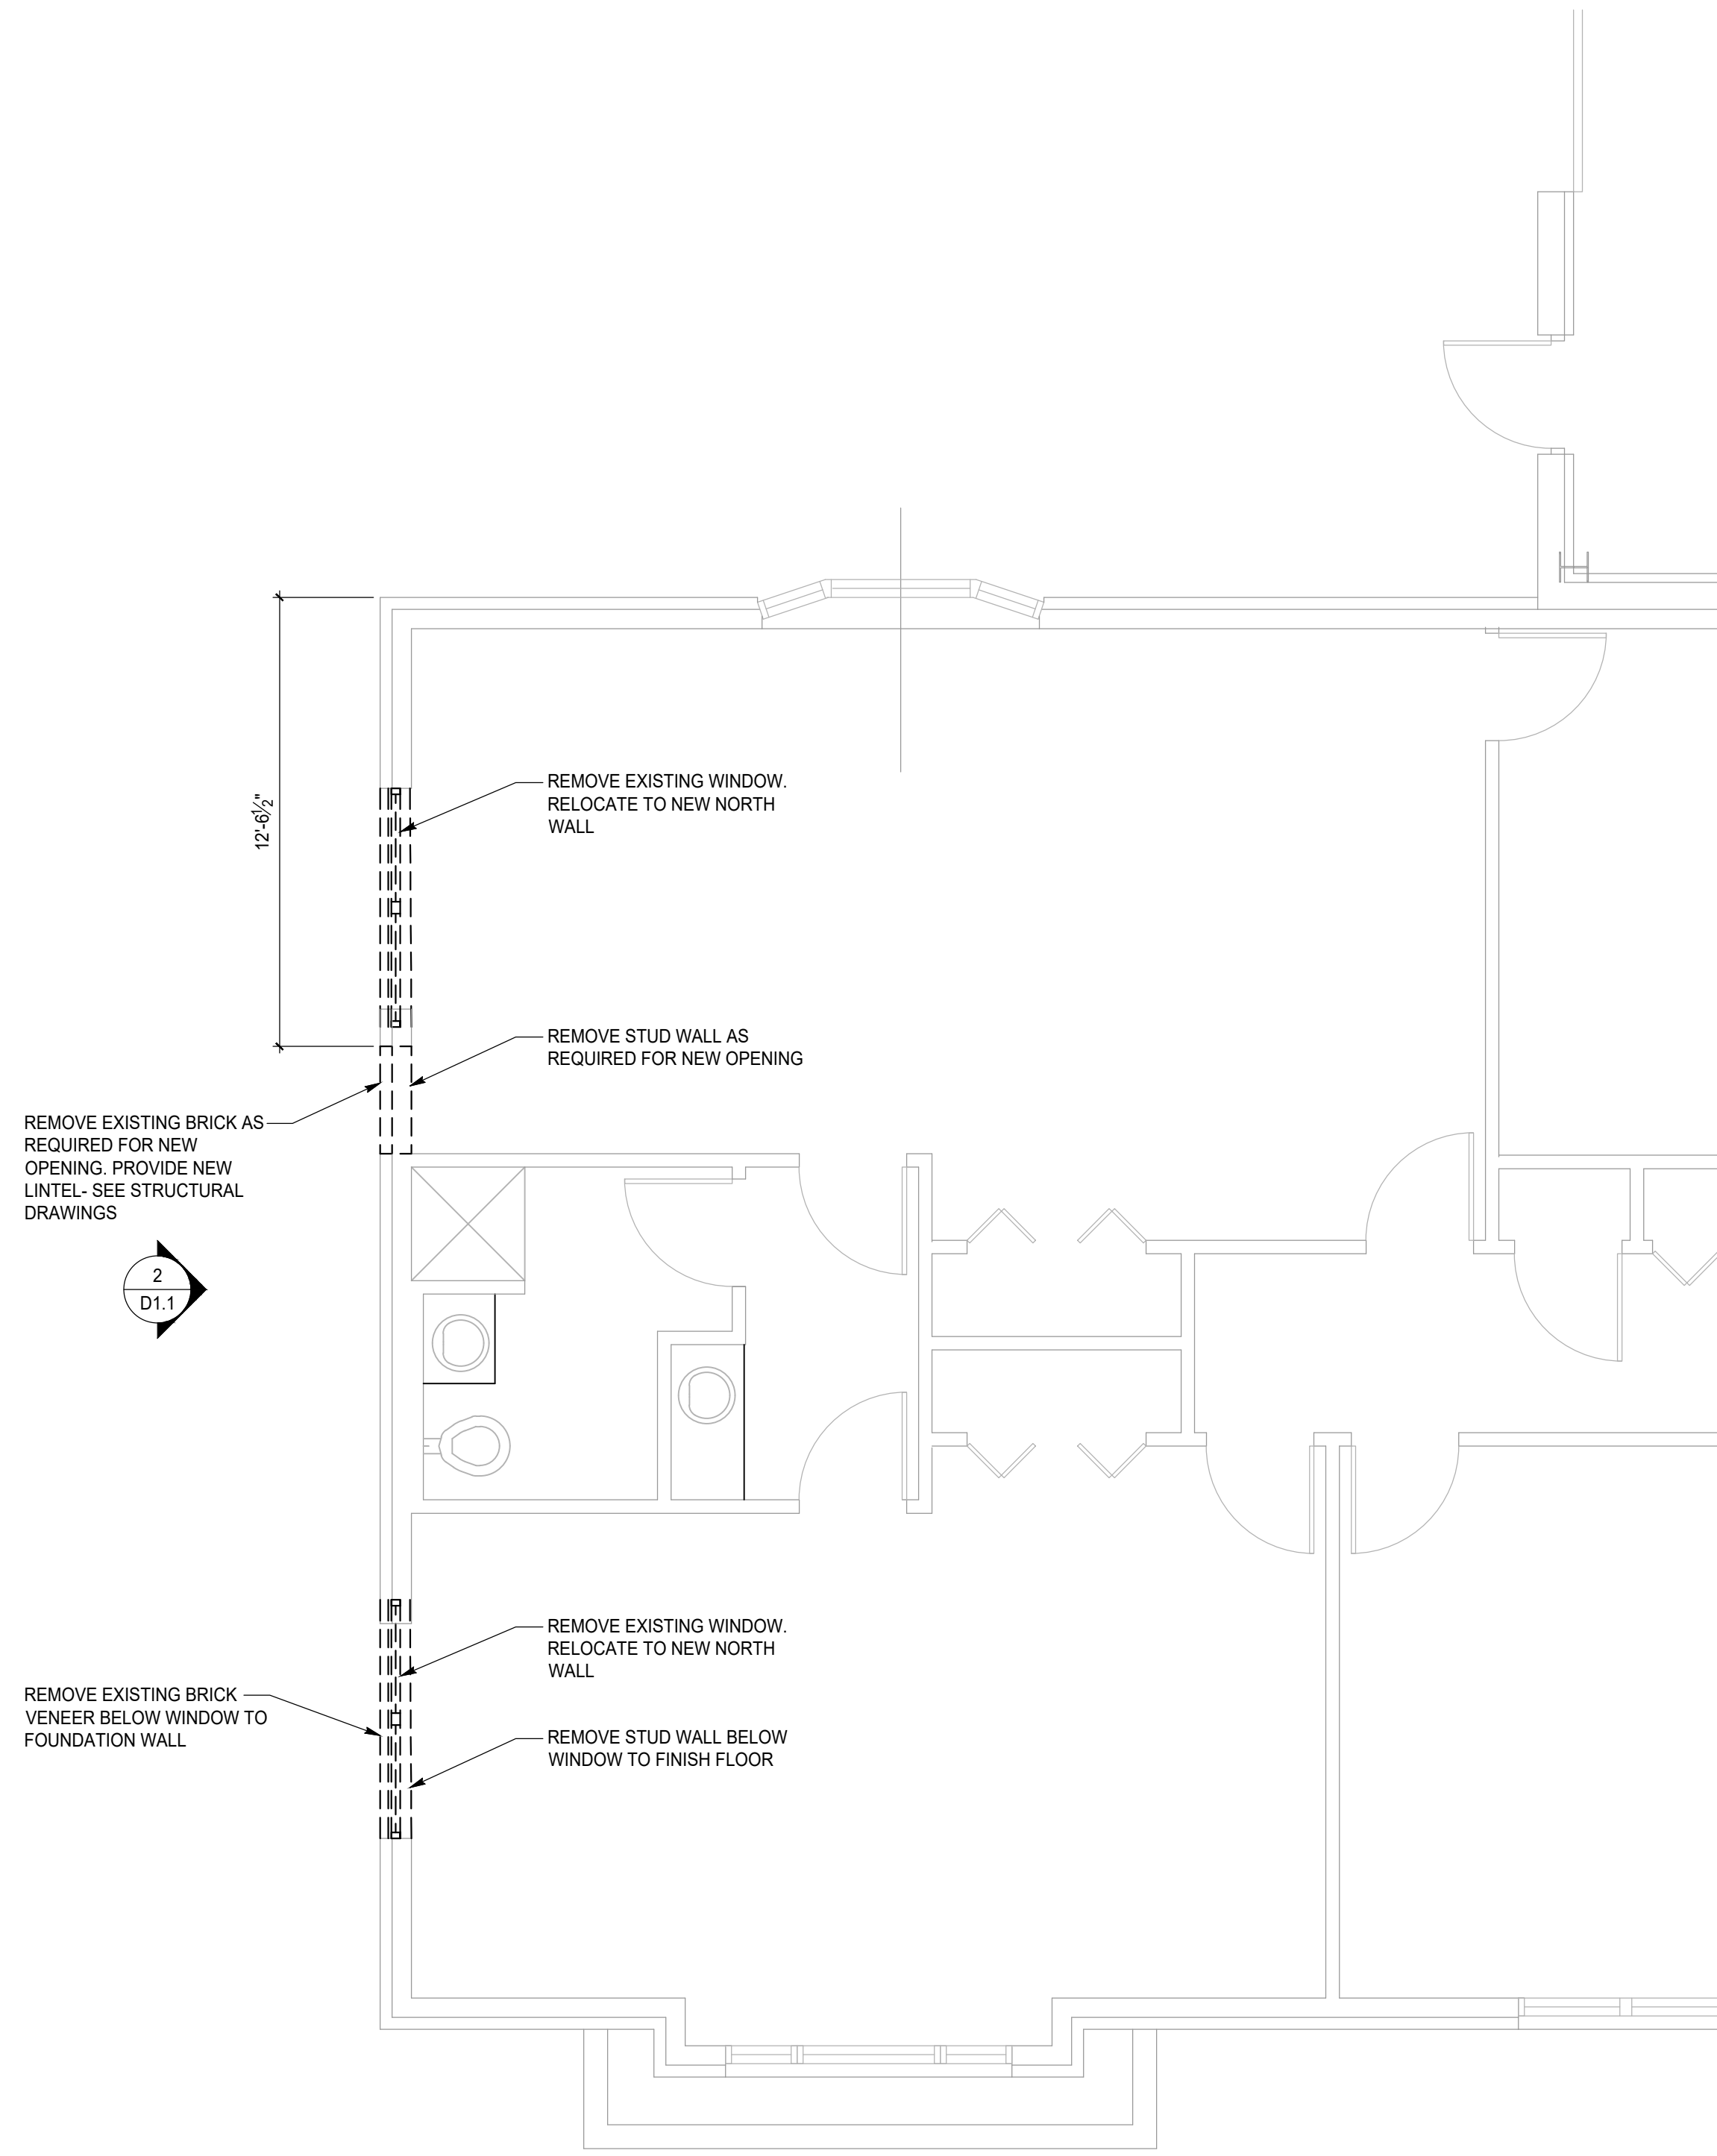 REMOVE EXISTING WINDOW.
RELOCATE TO NEW NORTH
WALL
12'-6½"
REMOVE STUD WALL AS
REQUIRED FOR NEW OPENING
REMOVE EXISTING BRICK AS
REQUIRED FOR NEW
OPENING. PROVIDE NEW
LINTEL- SEE STRUCTURAL
DRAWINGS
2
D1.1
REMOVE EXISTING WINDOW.
RELOCATE TO NEW NORTH
WALL
REMOVE EXISTING BRICK
VENEER BELOW WINDOW TO
FOUNDATION WALL
REMOVE STUD WALL BELOW
WINDOW TO FINISH FLOOR